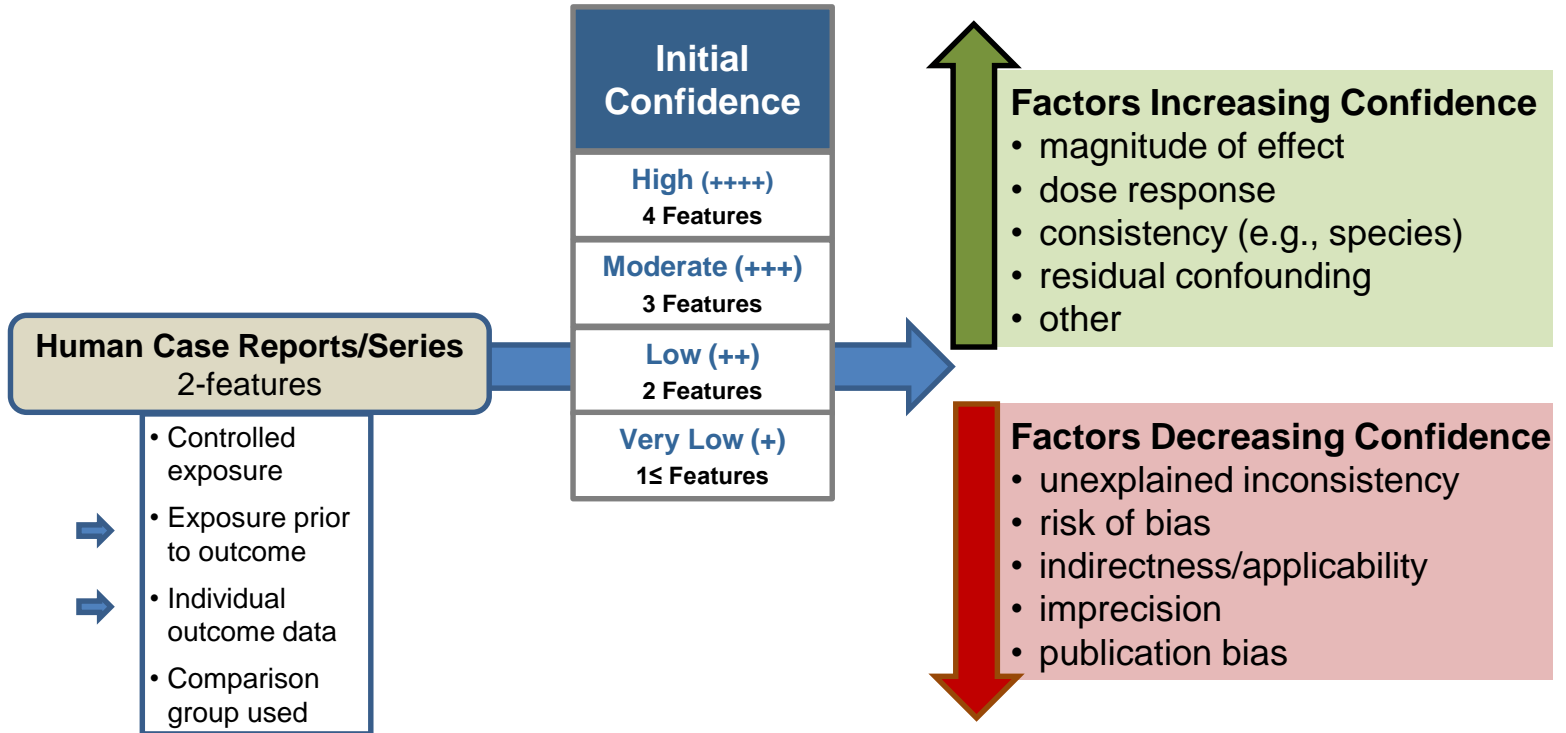 Human Case Reports/Series
2-features
• Controlled
exposure
• Exposure prior
to outcome
• Individual
outcome data
• Comparison
group used
Initial
Confidence
High (++++)
4 Features
Moderate (+++)
3 Features
Low (++)
2 Features
Very Low (+)
1≤ Features
Factors Increasing Confidence
• magnitude of effect
• dose response
• consistency (e.g., species)
• residual confounding
• other
Factors Decreasing Confidence
• unexplained inconsistency
• risk of bias
• indirectness/applicability
• imprecision
• publication bias